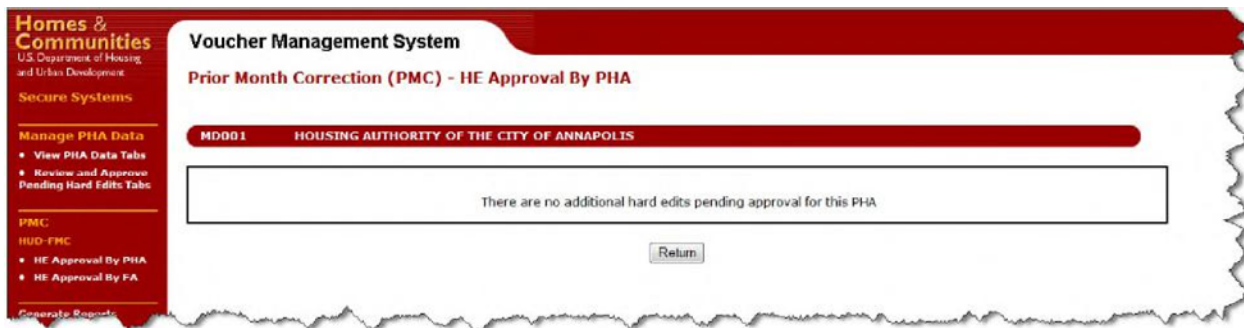 Homes &
Communities
U.S. Department of Housing
and Urban Development
Secure Systems
Manage PHA Data
• View PHA Data Tabs
• Review and Approve
Pending Hard Edits Tabs
PMC
HUD-FMC
• HE Approval By PHA
• HE Approval By FA
Generate Reports
Voucher Management System
Prior Month Correction (PMC) - HE Approval By PHA
MD001 HOUSING AUTHORITY OF THE CITY OF ANNAPOLIS
There are no additional hard edits pending approval for this PHA
Return